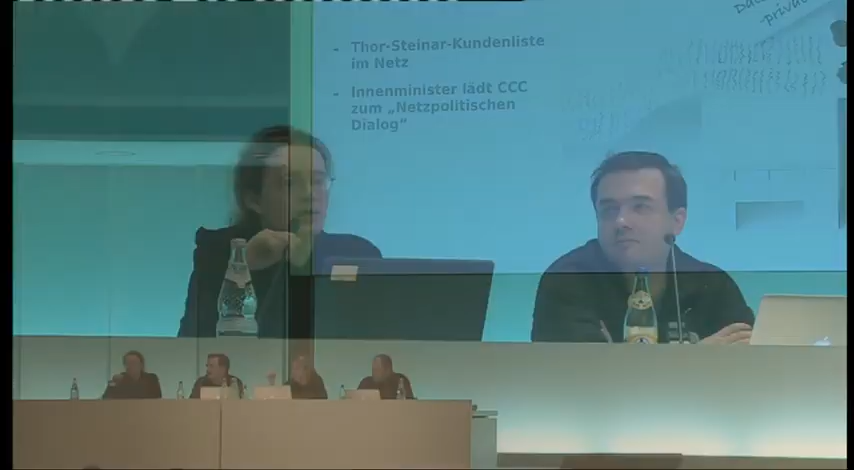 - Thor-Steinar-Kundenliste
im Netz
- Innenminister lädt CCC
zum „Netzpolitischen
Dialog“